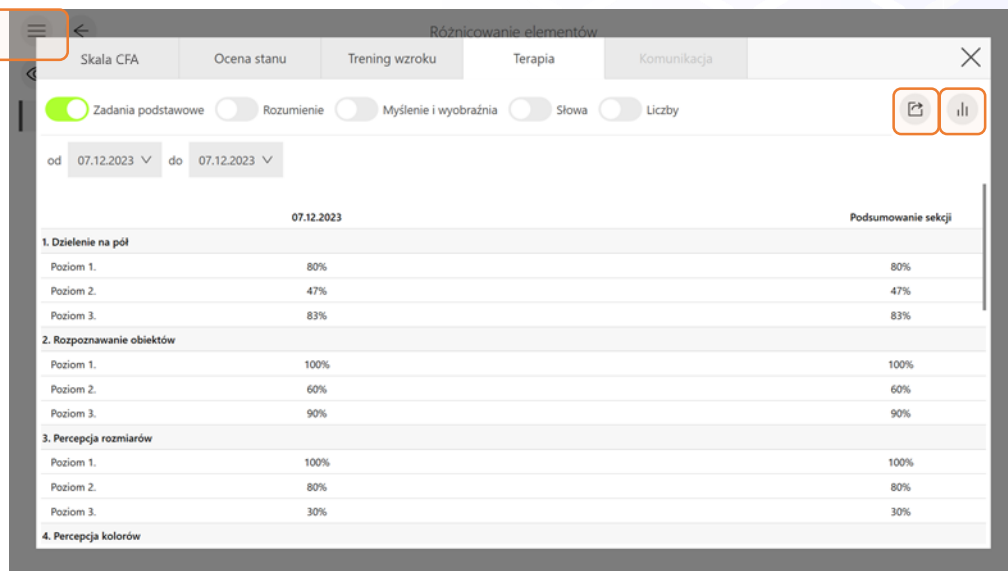 Różnicowanie elementów
Skala CFA Ocena stanu Trening wzroku Terapia Komunikacja
Zadania podstawowe Rozumienie Myślenie i wyobraźnia Słowa Liczby
od 07.12.2023 do 07.12.2023
07.12.2023 Podsumowanie sekcji
1. Dzielenie na pół
Poziom 1. 80% 80%
Poziom 2. 47% 47%
Poziom 3. 83% 83%
2. Rozpoznawanie obiektów
Poziom 1. 100% 100%
Poziom 2. 60% 60%
Poziom 3. 90% 90%
3. Percepcja rozmiarów
Poziom 1. 100% 100%
Poziom 2. 80% 80%
Poziom 3. 30% 30%
4. Percepcja kolorów